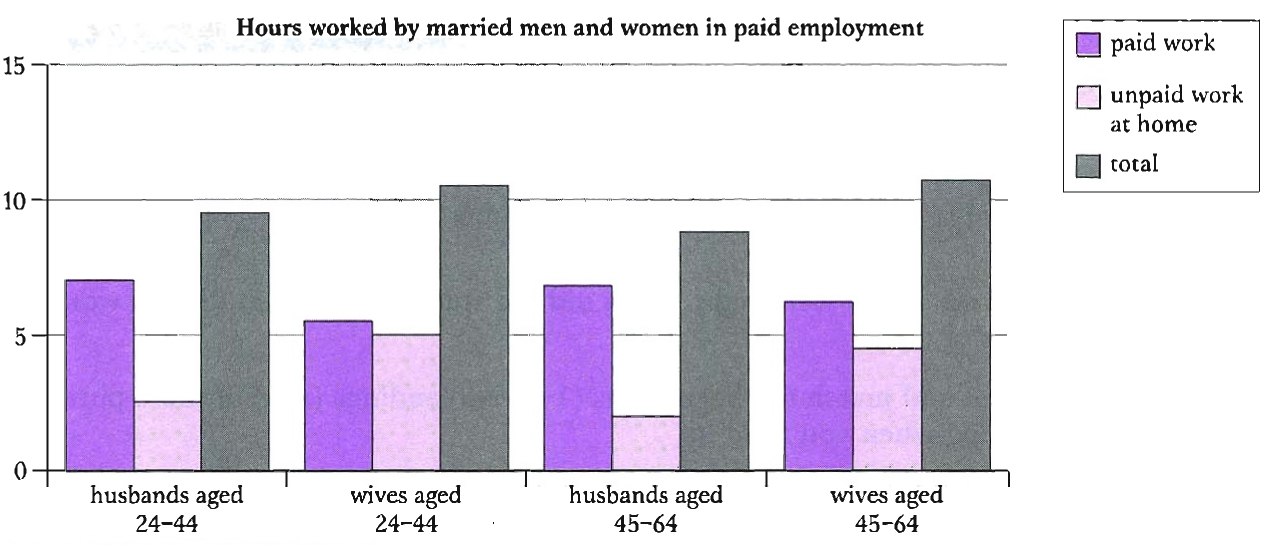 Hours worked by married men and women in paid employment
paid work
unpaid work
at home
total
15
10
5
0
husbands aged
24–44
wives aged
24–44
husbands aged
45–64
wives aged
45–64